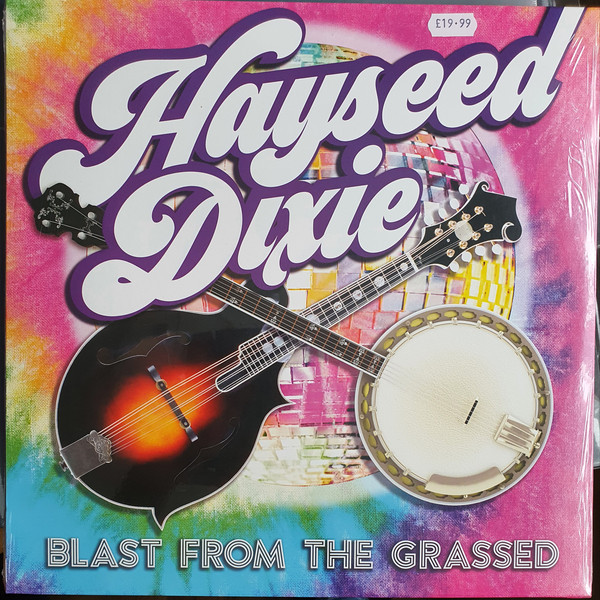 £19.99
Hayseed
Dixie
BLAST FROM THE GRASSED